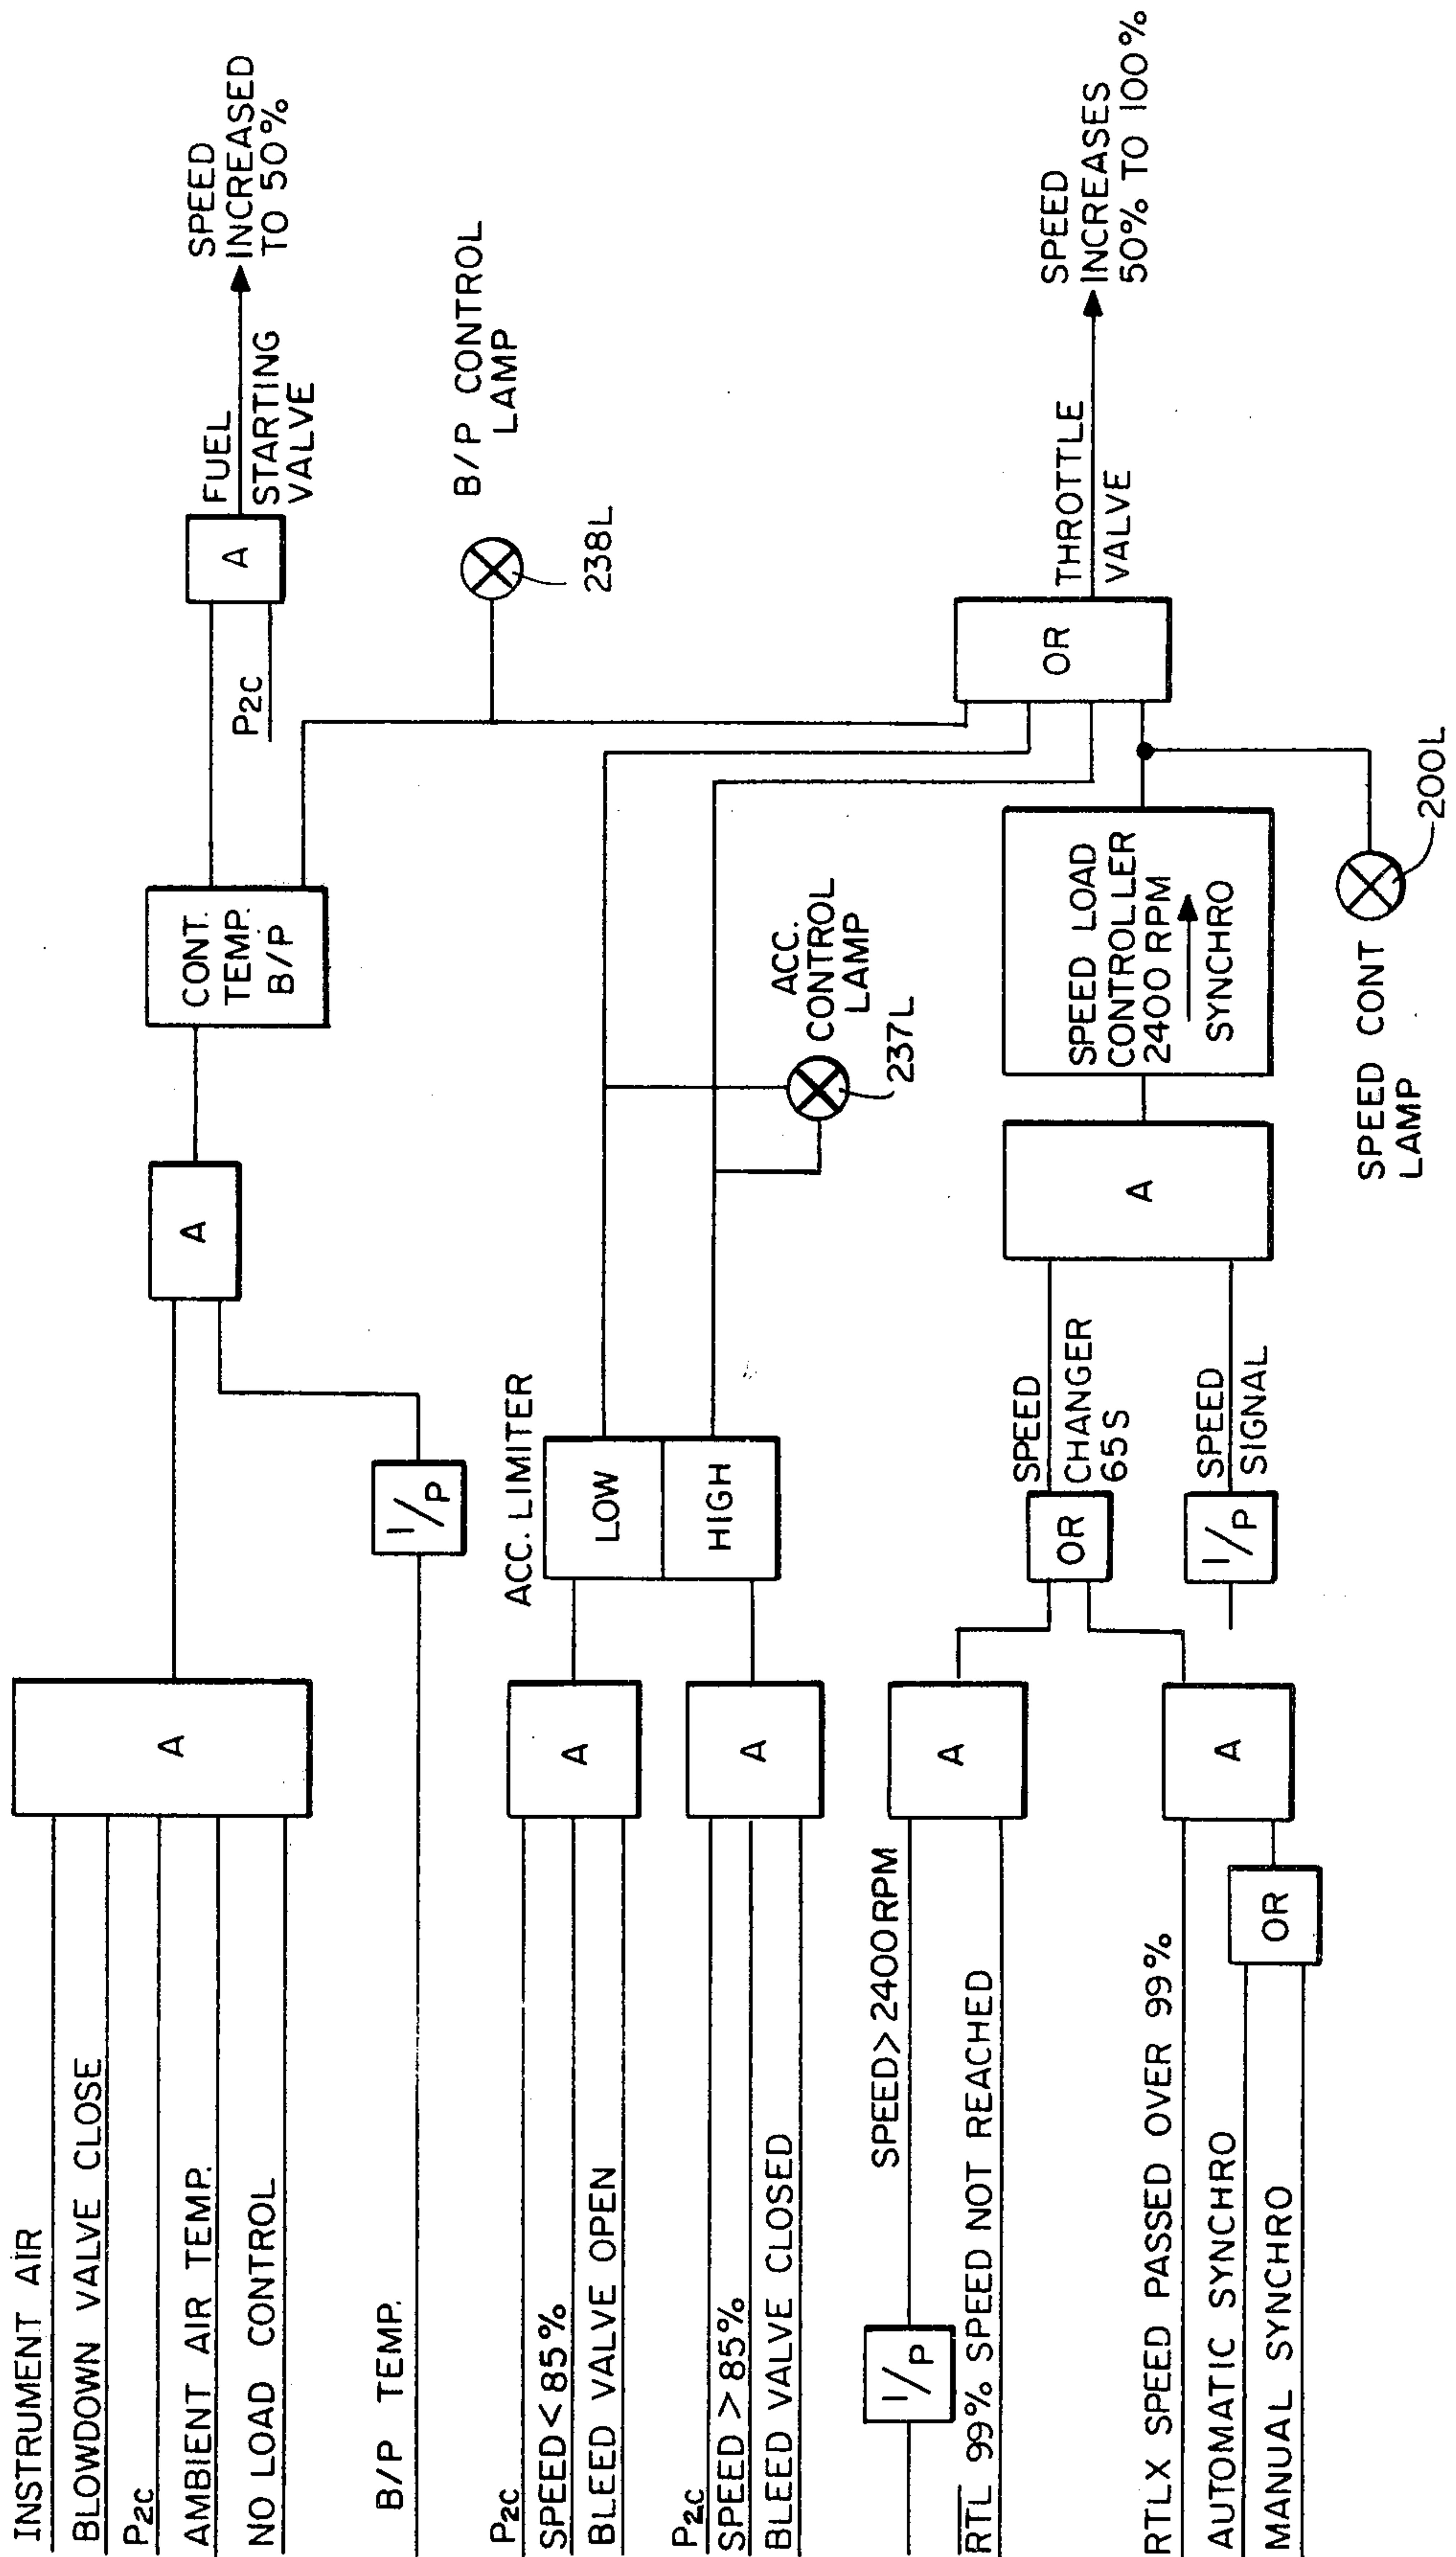 INSTRUMENT AIR
BLOWDOWN VALVE CLOSE
P2C
AMBIENT AIR TEMP.
NO LOAD CONTROL
A
B/P TEMP.
I/P
A
CONT.
TEMP.
B/P
P2C
A
FUEL
STARTING
VALVE
SPEED
INCREASED
TO 50%
B/P CONTROL
LAMP
238L
P2C
SPEED < 85%
BLEED VALVE OPEN
A
P2C
SPEED > 85%
BLEED VALVE CLOSED
A
ACC. LIMITER
LOW
HIGH
ACC.
CONTROL
LAMP
237L
I/P
SPEED > 2400RPM
RTL 99% SPEED NOT REACHED
A
RTLX SPEED PASSED OVER 99%
AUTOMATIC SYNCHRO
MANUAL SYNCHRO
OR
A
OR
SPEED
CHANGER
65S
I/P
SPEED
SIGNAL
A
SPEED LOAD
CONTROLLER
2400 RPM
SYNCHRO
SPEED CONT
LAMP
200L
OR
THROTTLE
VALVE
SPEED
INCREASES
50% TO 100%